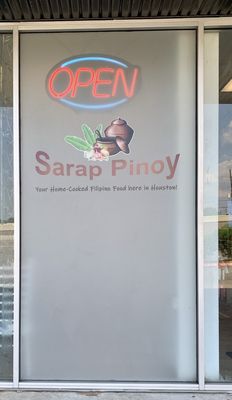 OPEN
Sarap Pinoy
Your Home-Cooked Filipino Food here in Houston!